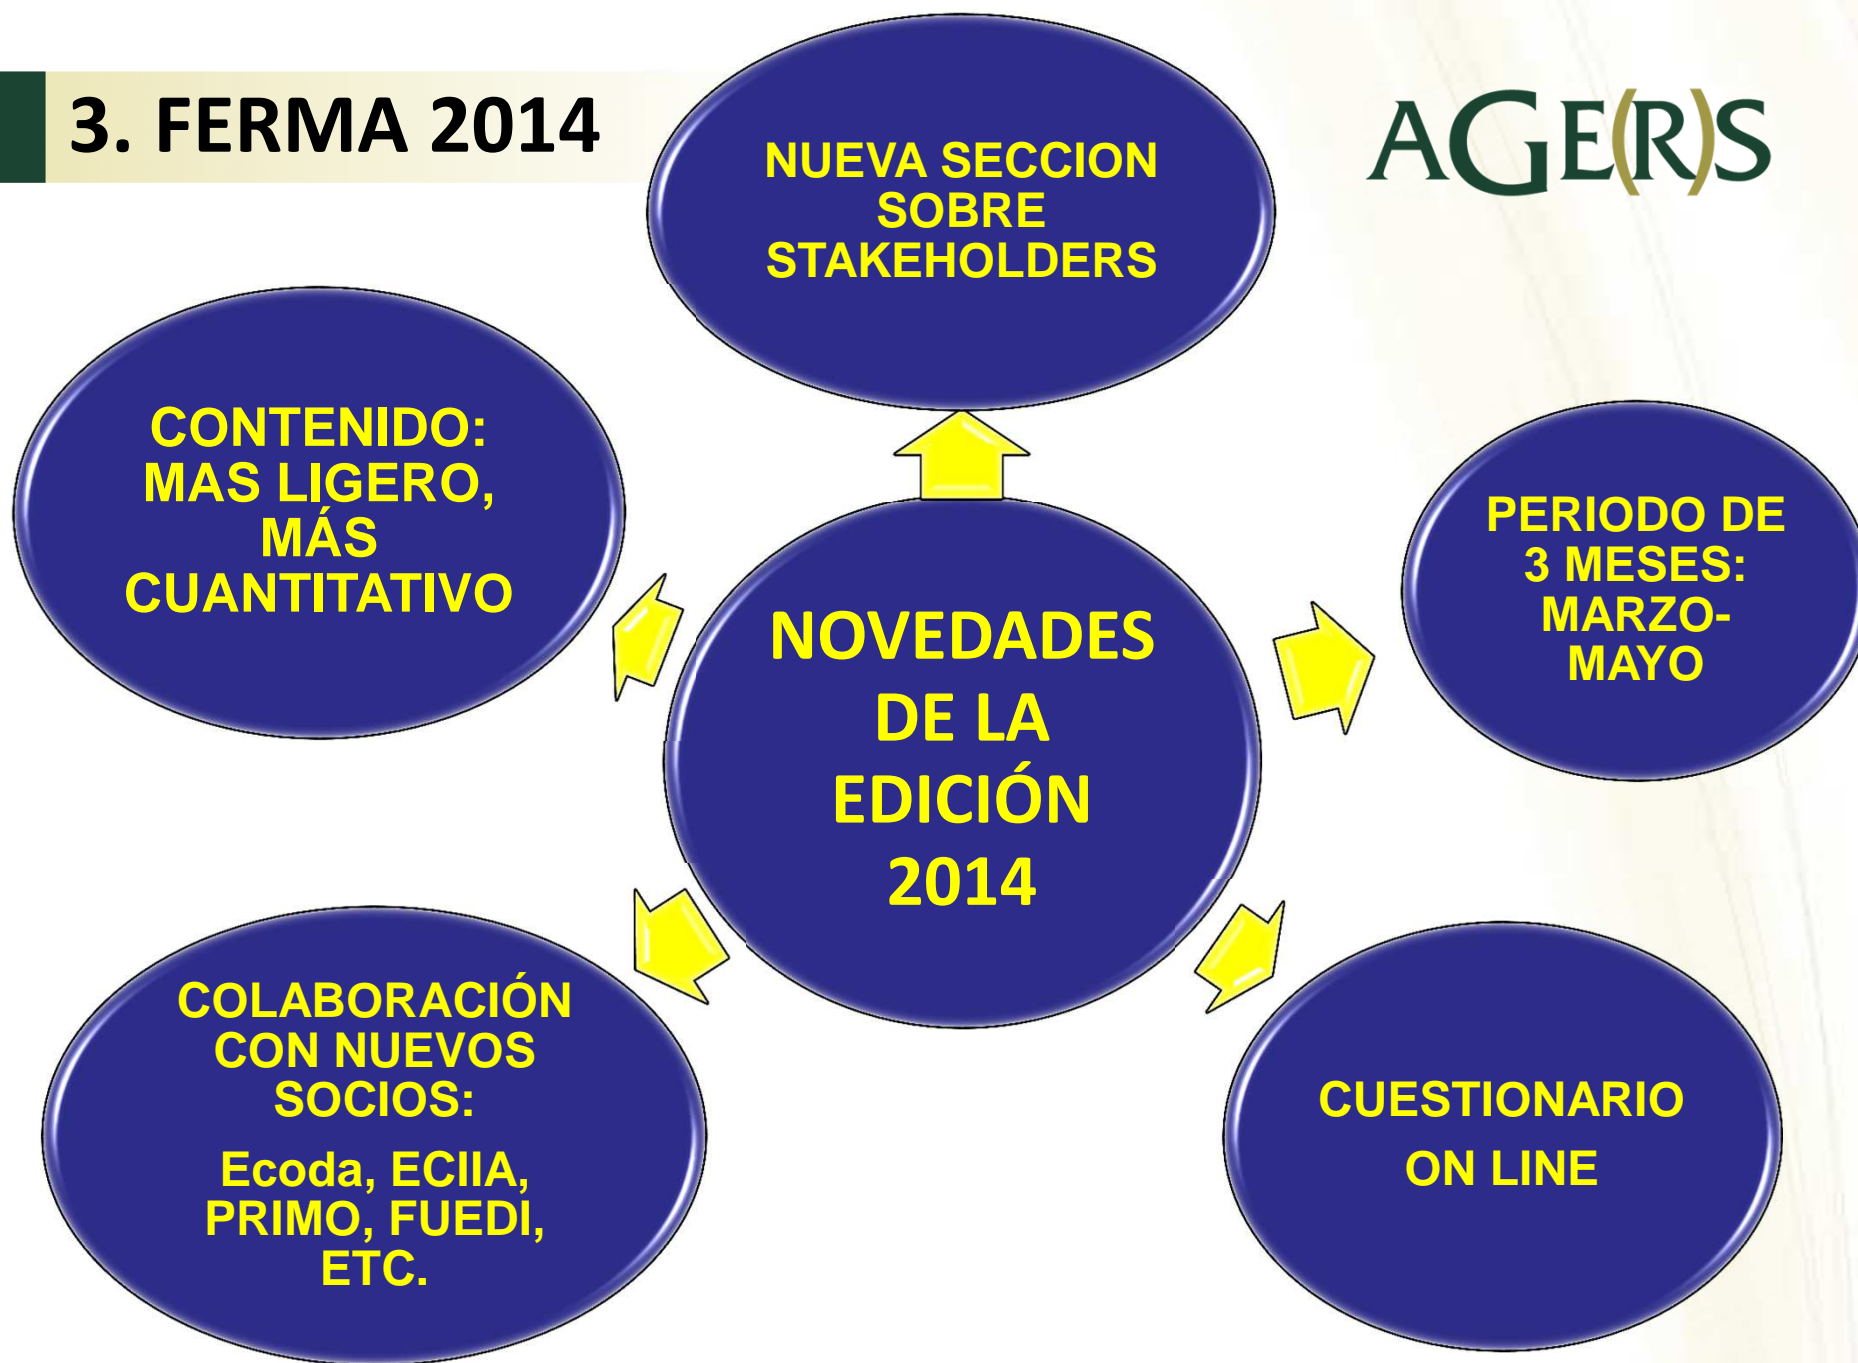 3. FERMA 2014
AGE(R)S
NUEVA SECCION
SOBRE
STAKEHOLDERS
CONTENIDO:
MAS LIGERO,
MÁS
CUANTITATIVO
PERIODO DE
3 MESES:
MARZO-
MAYO
NOVEDADES
DE LA
EDICIÓN
2014
COLABORACIÓN
CON NUEVOS
SOCIOS:
Ecoda, ECIIA,
PRIMO, FUEDI,
ETC.
CUESTIONARIO
ON LINE